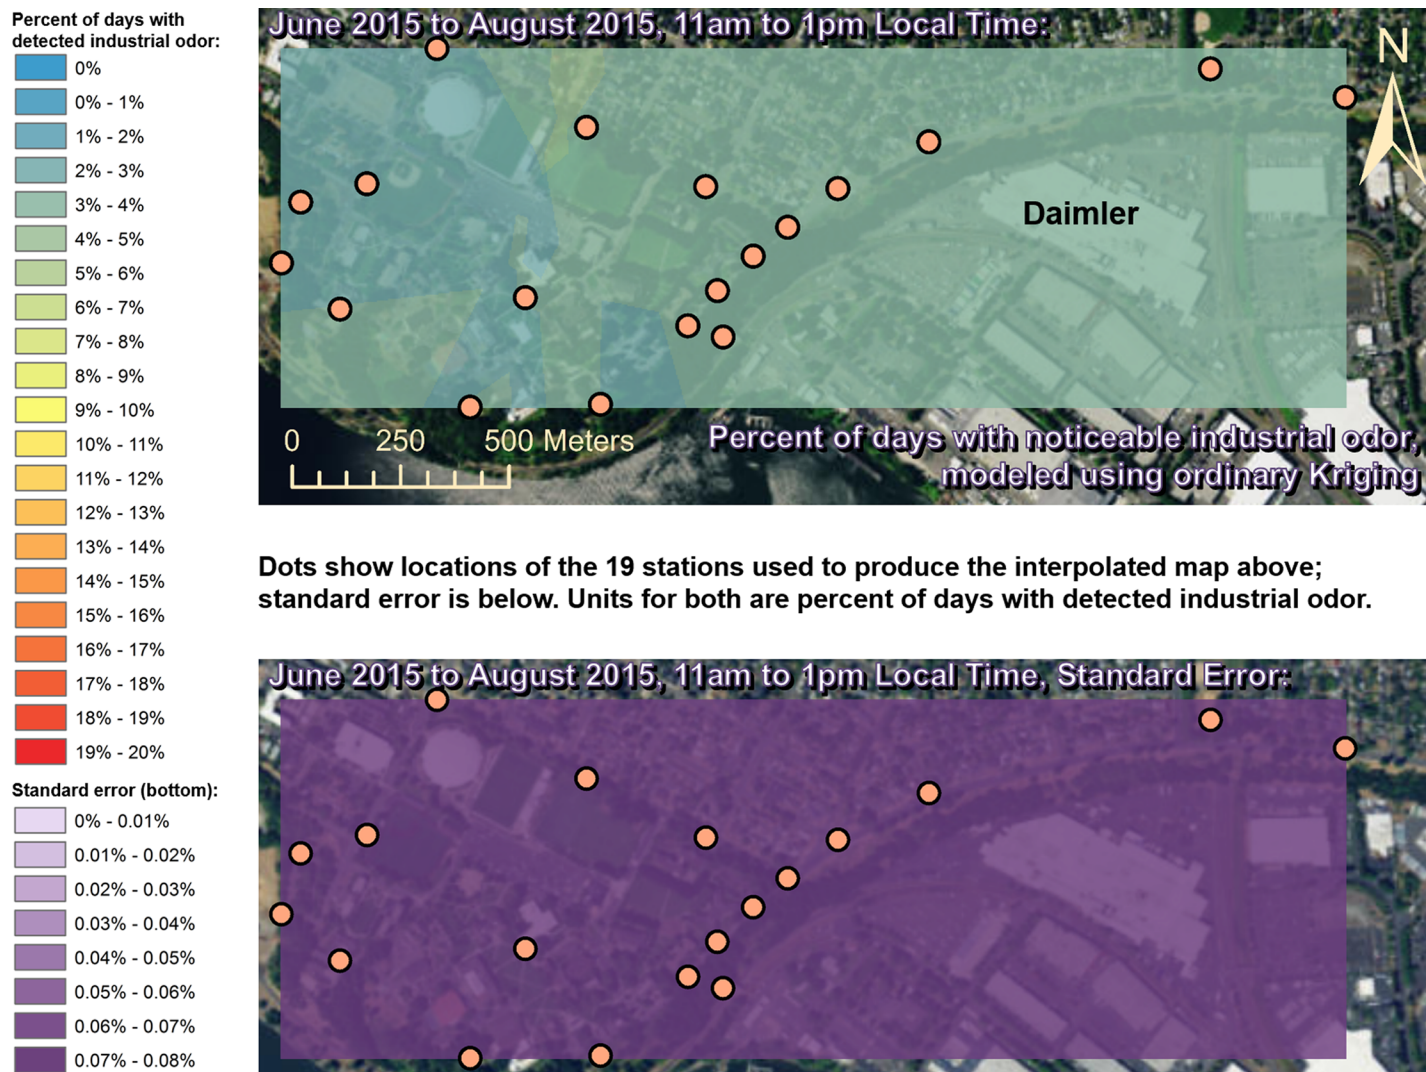 Percent of days with
detected industrial odor:
0%
0% - 1%
1% - 2%
2% - 3%
3% - 4%
4% - 5%
5% - 6%
6% - 7%
7% - 8%
8% - 9%
9% - 10%
10% - 11%
11% - 12%
12% - 13%
13% - 14%
14% - 15%
15% - 16%
16% - 17%
17% - 18%
18% - 19%
19% - 20%
Standard error (bottom):
0% - 0.01%
0.01% - 0.02%
0.02% - 0.03%
0.03% - 0.04%
0.04% - 0.05%
0.05% - 0.06%
0.06% - 0.07%
0.07% - 0.08%
June 2015 to August 2015, 11am to 1pm Local Time:
N
Daimler
0 250 500 Meters
Percent of days with noticeable industrial odor,
modeled using ordinary Kriging
Dots show locations of the 19 stations used to produce the interpolated map above;
standard error is below. Units for both are percent of days with detected industrial odor.
June 2015 to August 2015, 11am to 1pm Local Time, Standard Error: